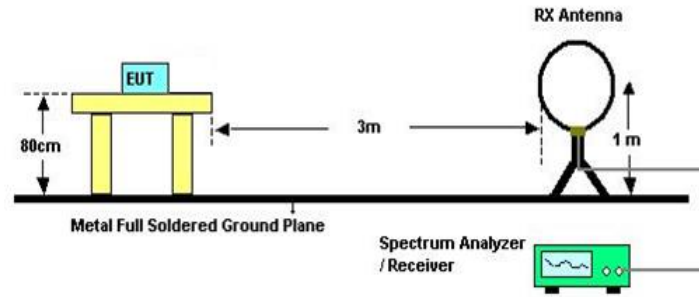 RX Antenna
EUT
3m
80cm
1 m
Metal Full Soldered Ground Plane
Spectrum Analyzer
/ Receiver